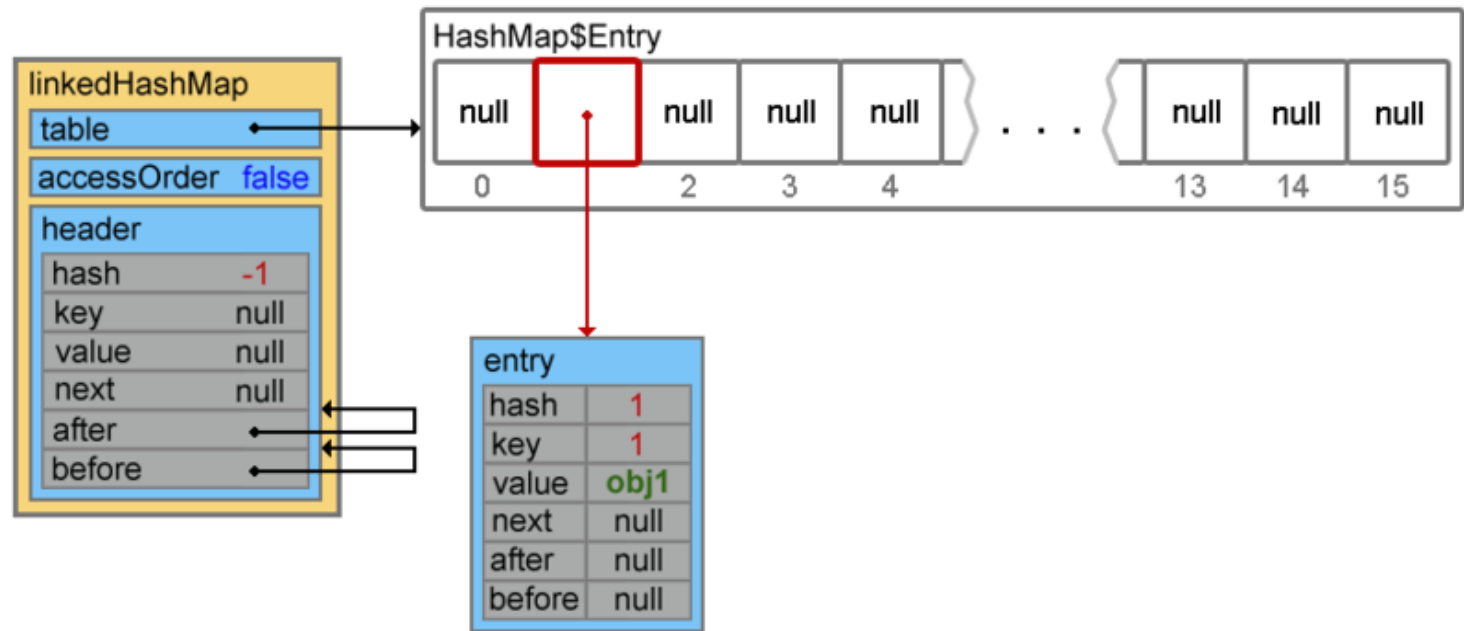 HashMap$Entry
null null null null . . . null null null
0 2 3 4 13 14 15
linkedHashMap
table
accessOrder false
header
hash -1
key null
value null
next null
after
before
entry
hash 1
key 1
value obj1
next null
after null
before null